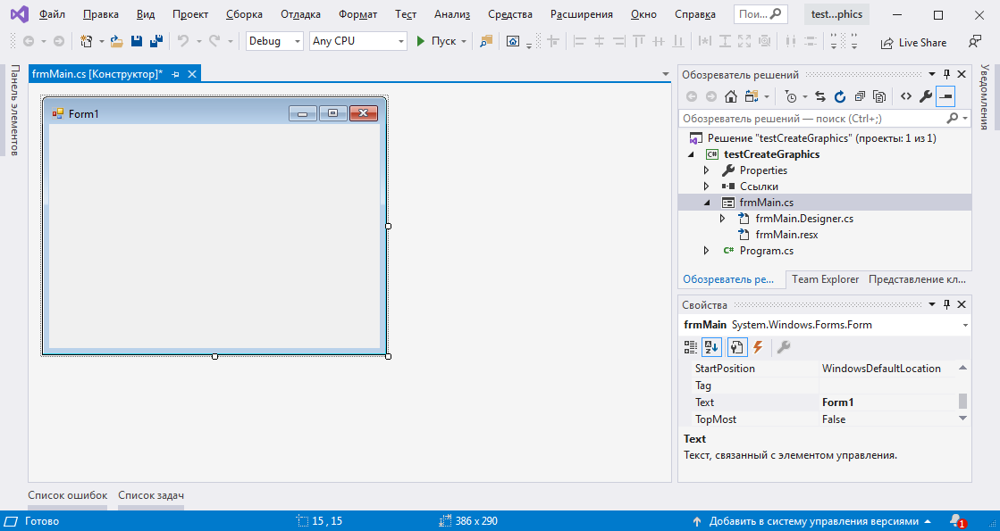 Файл Правка Вид Проект Сборка Отладка Формат Тест Анализ Средства Расширения Окно Справка Пои... test...phics
Debug Any CPU Пуск Live Share
Панель элементов
frmMain.cs [Конструктор]*
Form1
Обозреватель решений
Обозреватель решений — поиск (Ctrl+;)
Решение "testCreateGraphics" (проекты: 1 из 1)
C# testCreateGraphics
Properties
Ссылки
frmMain.cs
frmMain.Designer.cs
frmMain.resx
C# Program.cs
Обозреватель ре... Team Explorer Представление кл...
Уведомления
Свойства
frmMain System.Windows.Forms.Form
StartPosition WindowsDefaultLocation
Tag
Text Form1
TopMost False
Text
Текст, связанный с элементом управления.
Список ошибок Список задач
Готово 15 , 15 386 x 290 Добавить в систему управления версиями 1